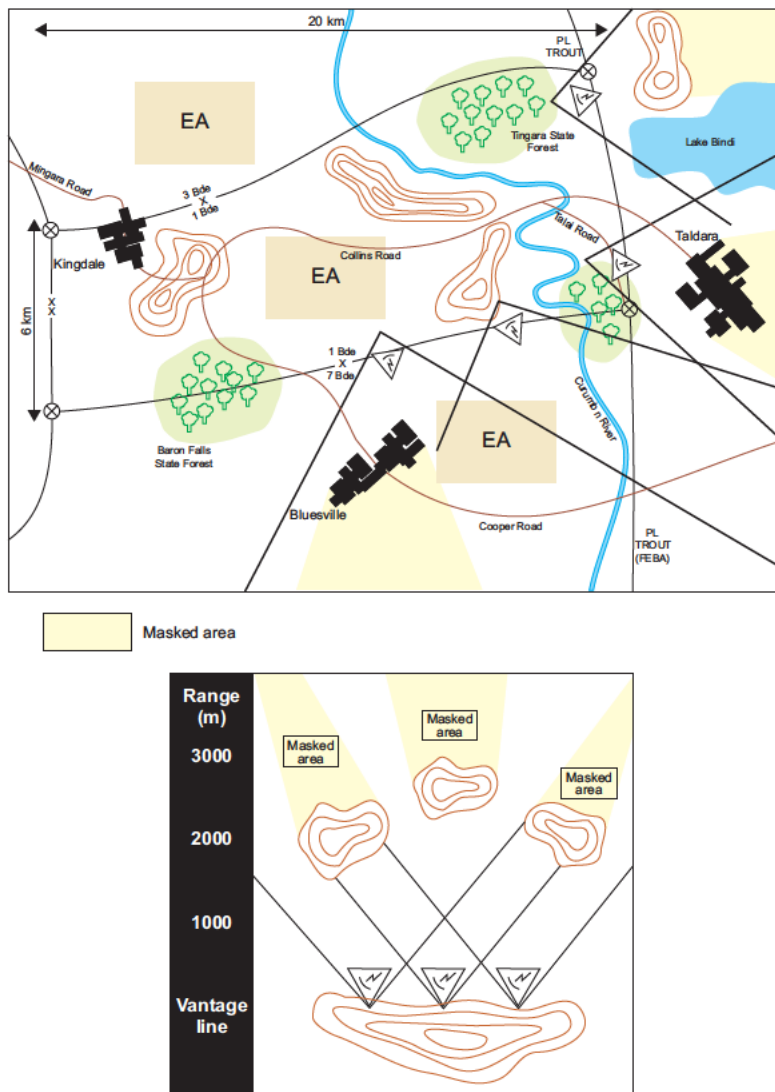 20 km
PL
TROUT
EA
Tingara State
Forest
Lake Bindi
Mingara Road
3 Bde
X
1 Bde
Talai Road
Taldara
Kingdale
Collins Road
EA
6 km
X
X
1 Bde
X
7 Bde
Curumb n River
EA
Baron Falls
State Forest
Bluesville
Cooper Road
PL
TROUT
(FEBA)
Masked area
Range
(m)
Masked
area
3000
Masked
area
Masked
area
2000
1000
Vantage
line